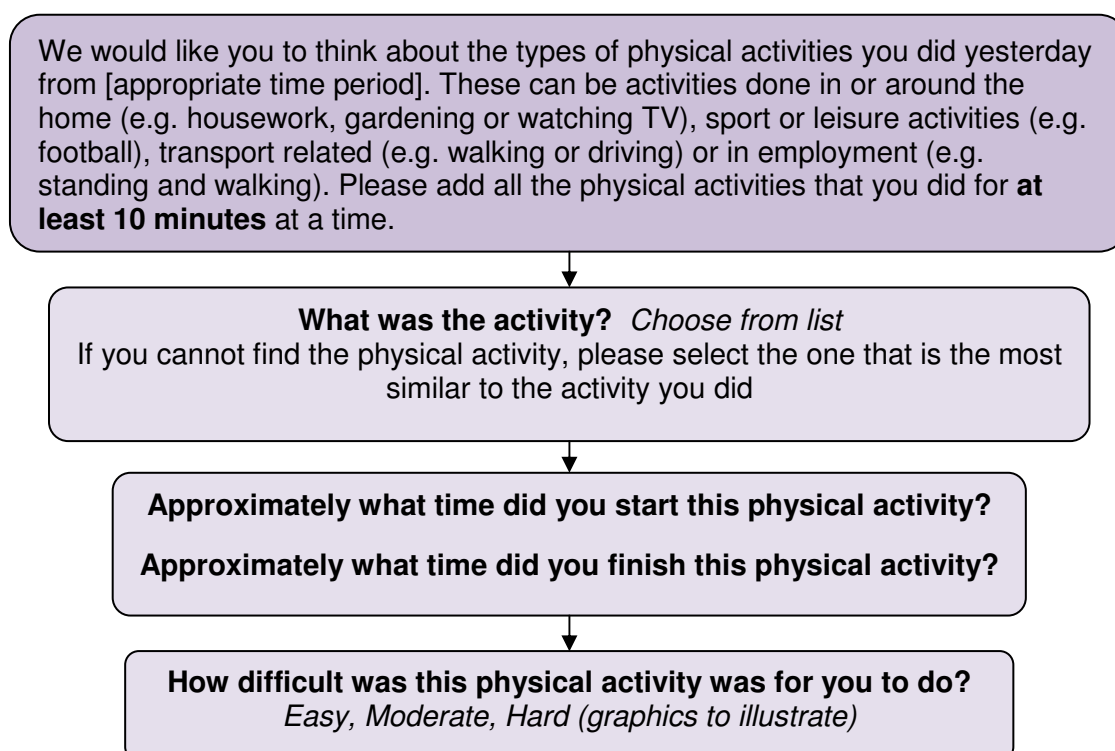 We would like you to think about the types of physical activities you did yesterday
from [appropriate time period]. These can be activities done in or around the
home (e.g. housework, gardening or watching TV), sport or leisure activities (e.g.
football), transport related (e.g. walking or driving) or in employment (e.g.
standing and walking). Please add all the physical activities that you did for at
least 10 minutes at a time.
What was the activity? Choose from list
If you cannot find the physical activity, please select the one that is the most
similar to the activity you did
Approximately what time did you start this physical activity?
Approximately what time did you finish this physical activity?
How difficult was this physical activity was for you to do?
Easy, Moderate, Hard (graphics to illustrate)